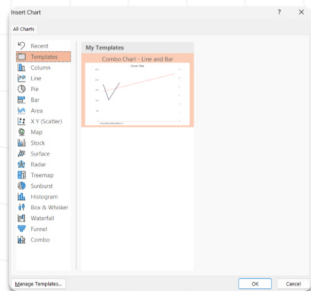 Insert Chart
? ×
All Charts
Recent
Templates
Column
Line
Pie
Bar
Area
X Y (Scatter)
Map
Stock
Surface
Radar
Treemap
Sunburst
Histogram
Box & Whisker
Waterfall
Funnel
Combo
My Templates
Combo Chart - Line and Bar
Manage Templates...
OK
Cancel